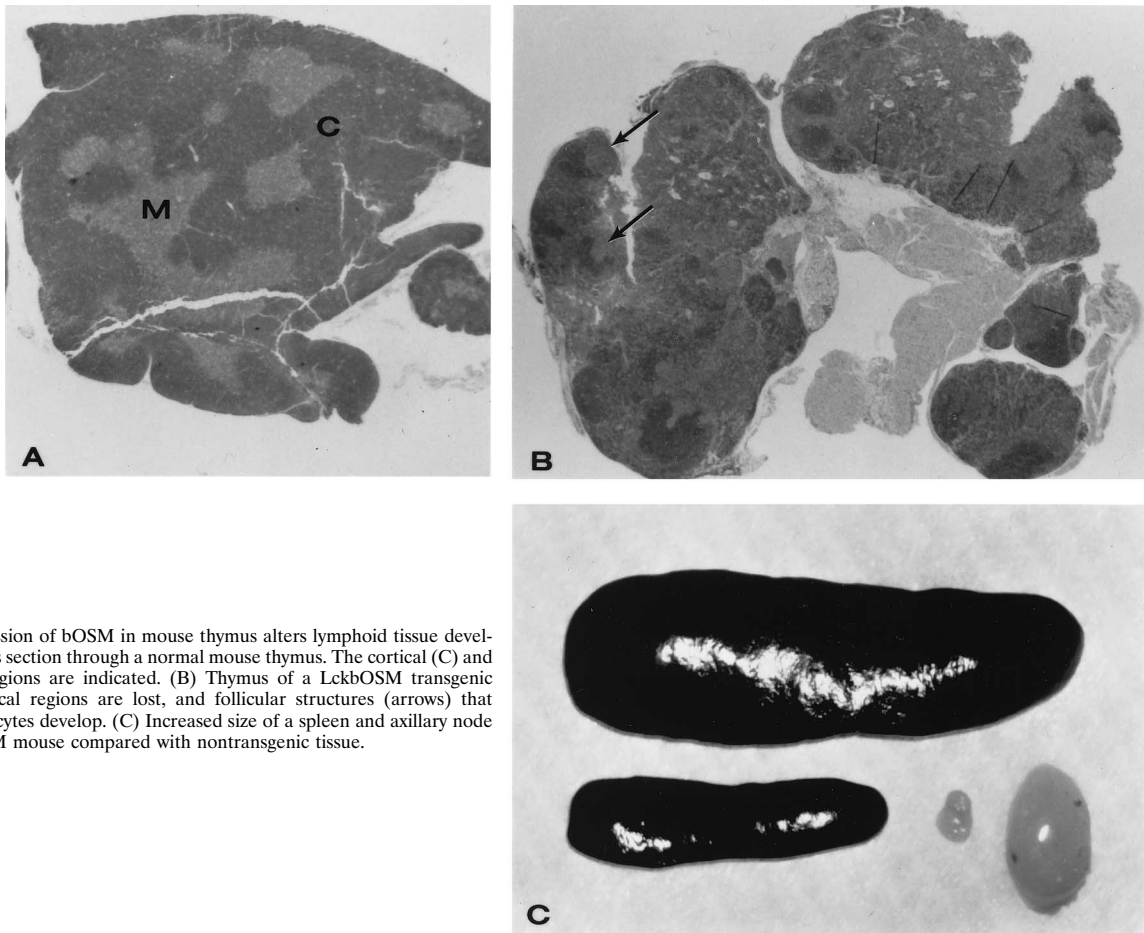 C
M
A
B
sion of bOSM in mouse thymus alters lymphoid tissue devel-
s section through a normal mouse thymus. The cortical (C) and
gions are indicated. (B) Thymus of a LckbOSM transgenic
cal regions are lost, and follicular structures (arrows) that
cytes develop. (C) Increased size of a spleen and axillary node
M mouse compared with nontransgenic tissue.
C